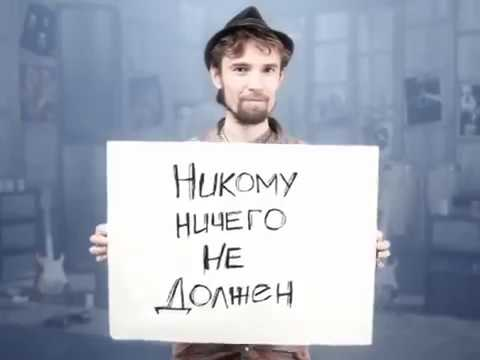 Никому
ничего
не
должен